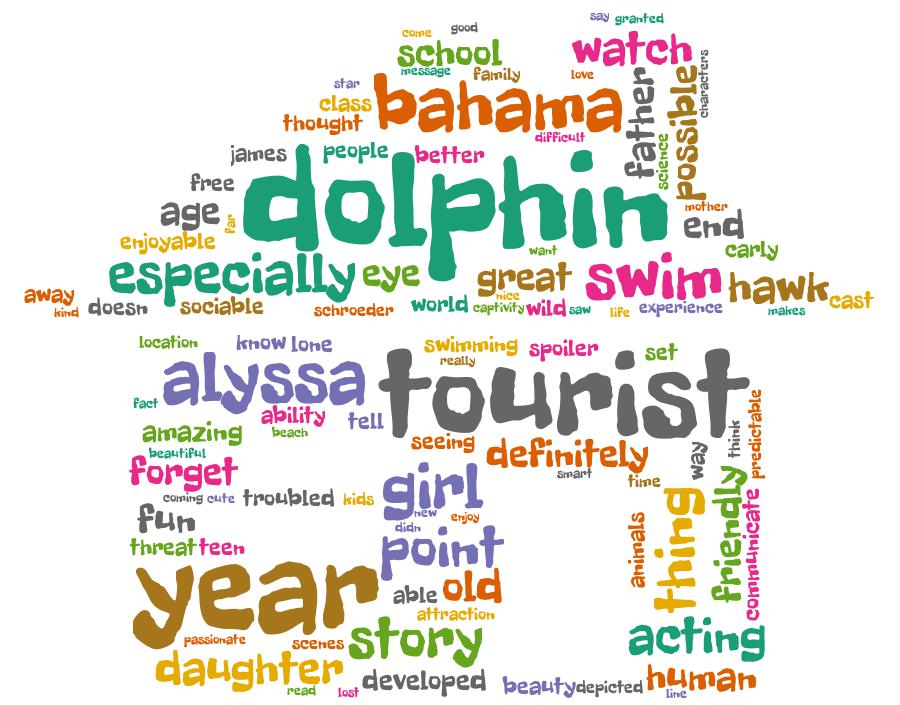 say granted
come good
school watch
message family love
star
class bahama father possible characters
thought difficult
james people better science
free dolphin
age far mother
enjoyable end
want carly
especially eye great swim hawk
away nice cast
kind doesn sociable schroeder world captivity wild saw life experience makes
location know lone swimming spoiler set
really
alyssa tourist
fact ability tell predictable
beach
amazing seeing way think
beautiful definitely
forget smart
time
coming cute troubled kids girl thing friendly communicate
new enjoy
fun didn animals
threat teen point
year able old
attraction
passionate scenes story acting
daughter developed human
read lost beauty depicted line